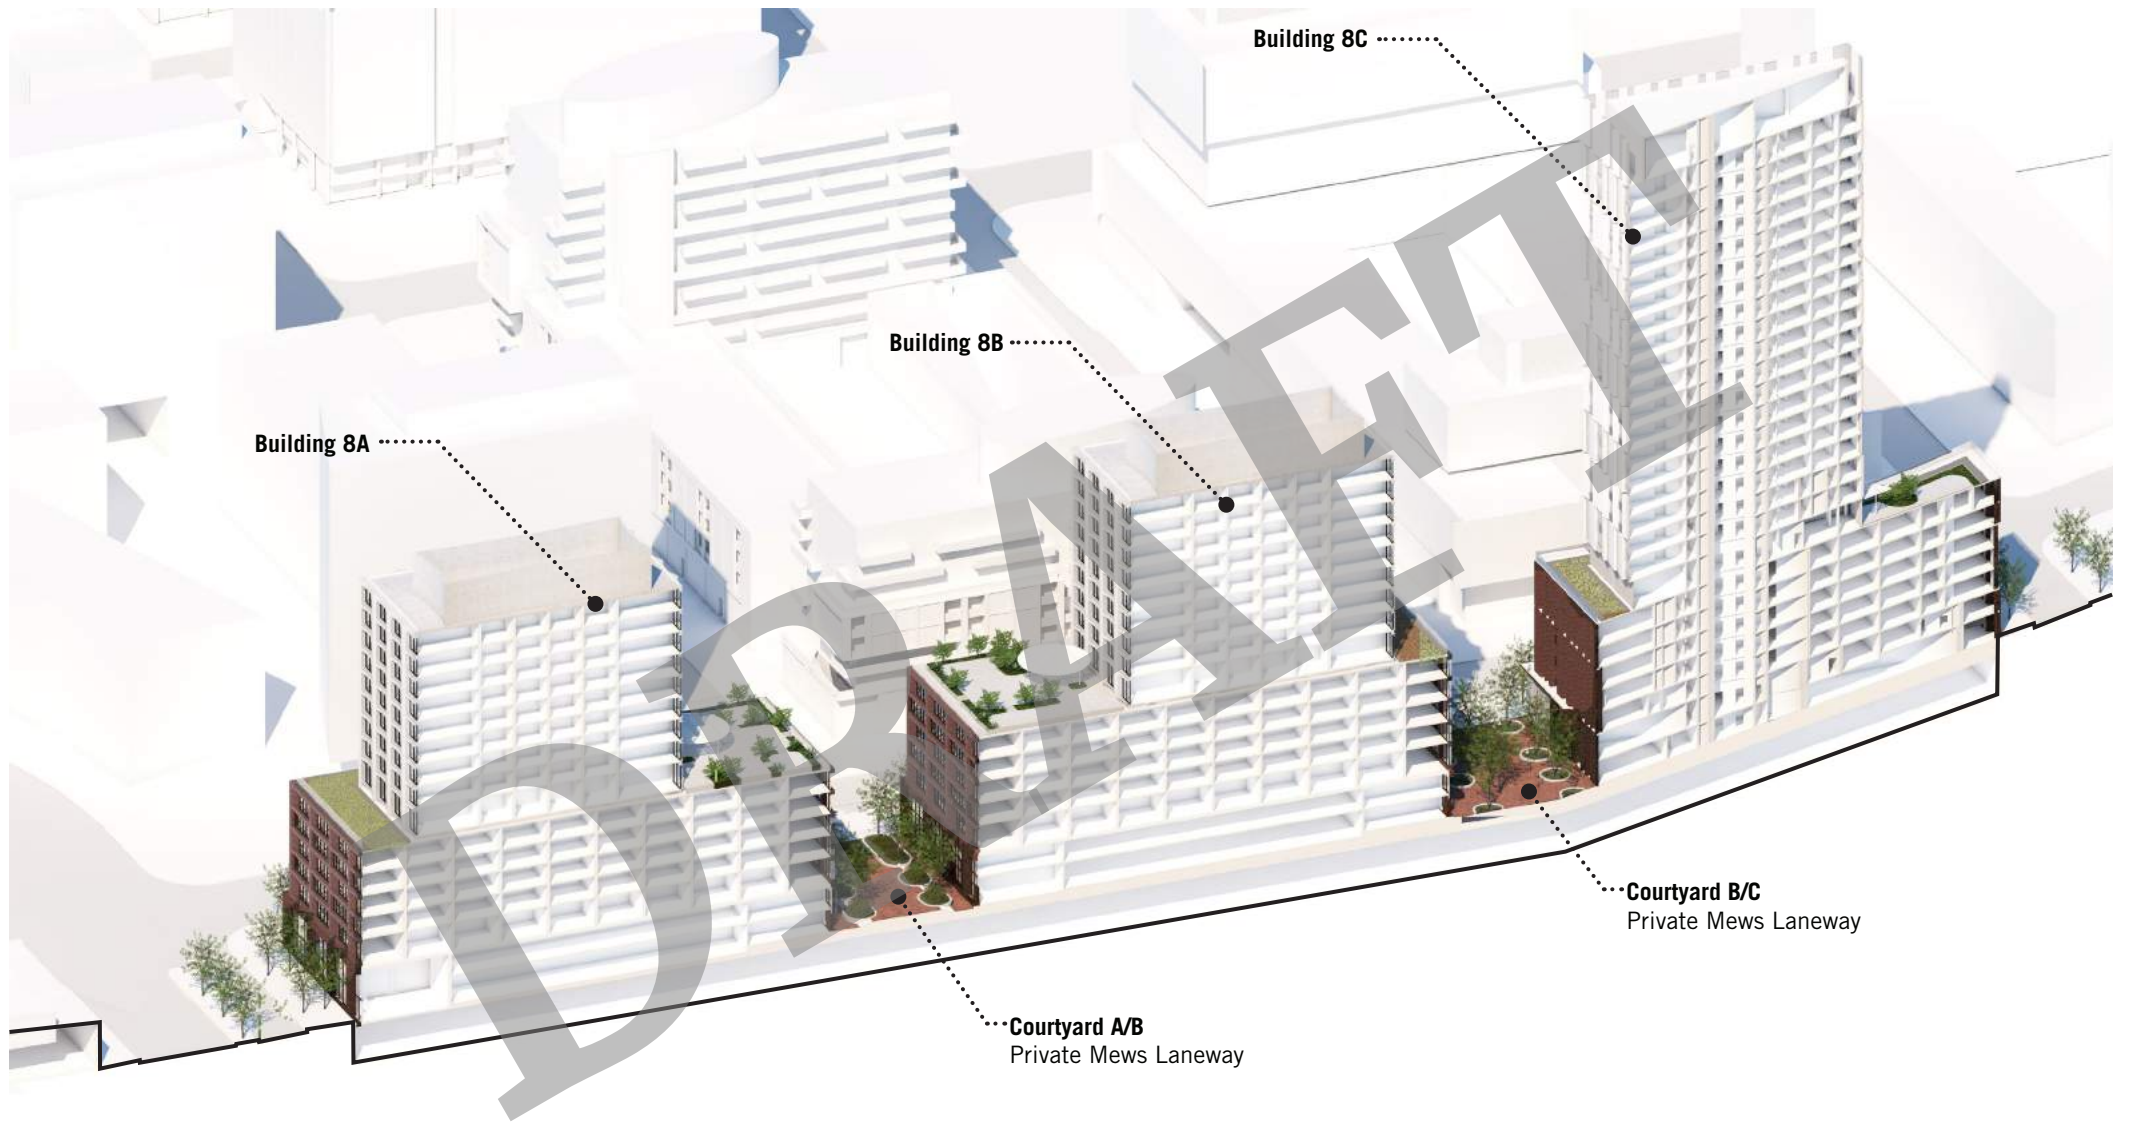 Building 8C
Building 8B
Building 8A
Courtyard B/C
Private Mews Laneway
Courtyard A/B
Private Mews Laneway
DRAFT